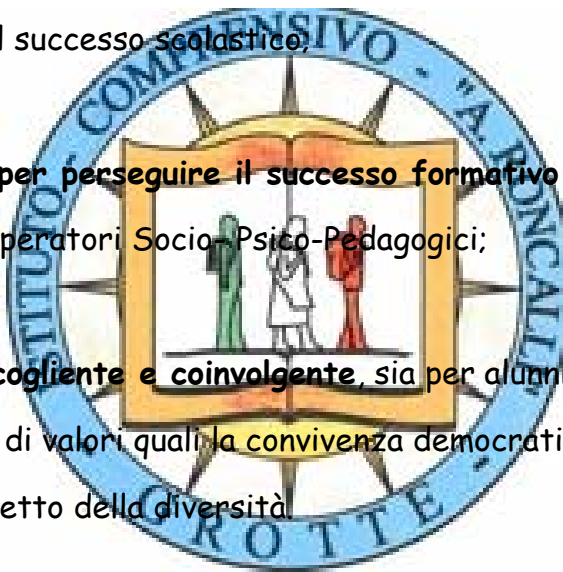 l successo scolastico;
per perseguire il successo formativo
peratori Socio- Psico-Pedagogici;
cogliente e coinvolgente, sia per alunni
di valori quali la convivenza democrati
etto della diversità.
ISTITUTO - COMPRENSIVO - "A. RONCALLI" -
GROTTE -